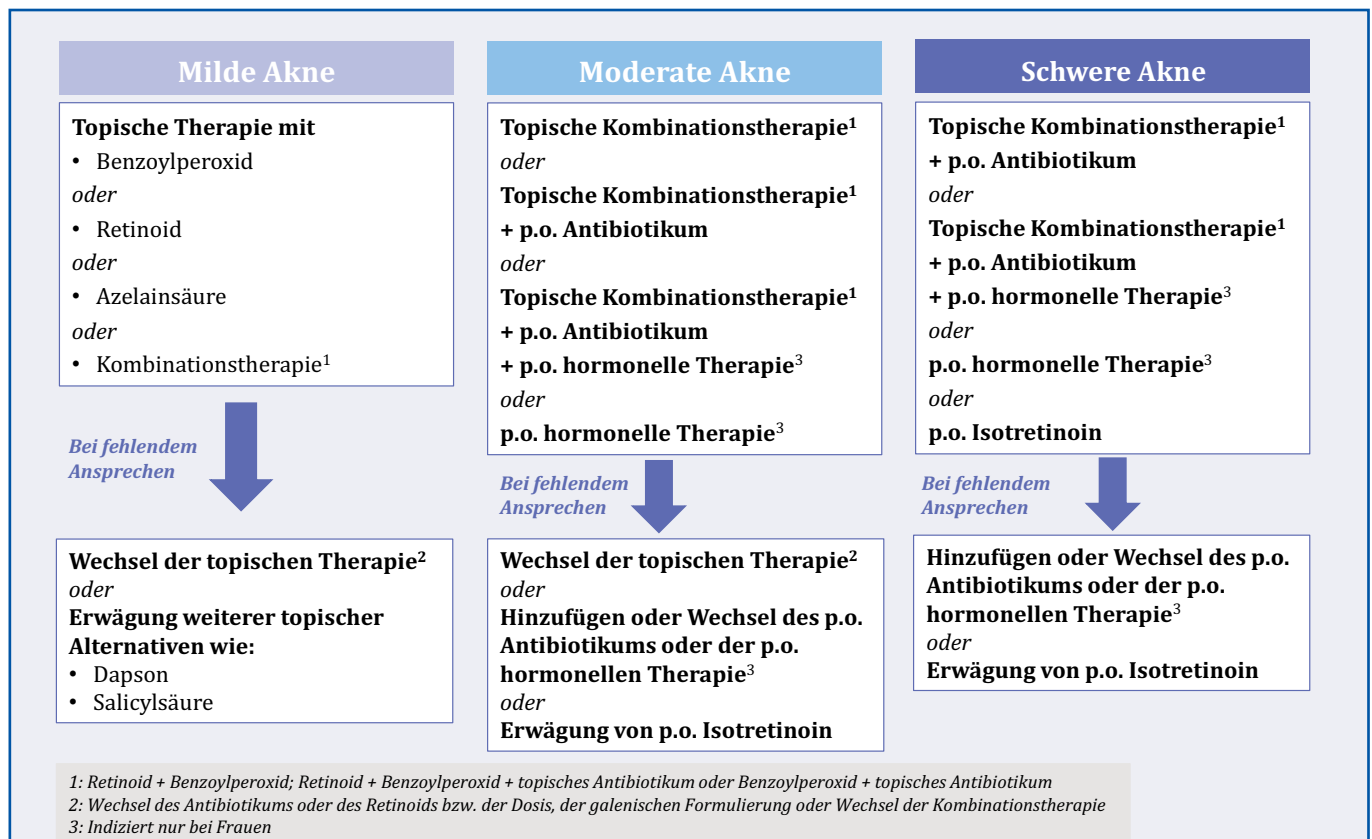 Milde Akne
Topische Therapie mit
• Benzoylperoxid
oder
• Retinoid
oder
• Azelainsäure
oder
• Kombinationstherapie¹
Bei fehlendem
Ansprechen
Wechsel der topischen Therapie²
oder
Erwägung weiterer topischer
Alternativen wie:
• Dapson
• Salicylsäure
Moderate Akne
Topische Kombinationstherapie¹
oder
Topische Kombinationstherapie¹
+ p.o. Antibiotikum
oder
Topische Kombinationstherapie¹
+ p.o. Antibiotikum
+ p.o. hormonelle Therapie³
oder
p.o. hormonelle Therapie³
Bei fehlendem
Ansprechen
Wechsel der topischen Therapie²
oder
Hinzufügen oder Wechsel des p.o.
Antibiotikums oder der p.o.
hormonellen Therapie³
oder
Erwägung von p.o. Isotretinoin
Schwere Akne
Topische Kombinationstherapie¹
+ p.o. Antibiotikum
oder
Topische Kombinationstherapie¹
+ p.o. Antibiotikum
+ p.o. hormonelle Therapie³
oder
p.o. hormonelle Therapie³
oder
p.o. Isotretinoin
Bei fehlendem
Ansprechen
Hinzufügen oder Wechsel des p.o.
Antibiotikums oder der p.o.
hormonellen Therapie³
oder
Erwägung von p.o. Isotretinoin
1: Retinoid + Benzoylperoxid; Retinoid + Benzoylperoxid + topisches Antibiotikum oder Benzoylperoxid + topisches Antibiotikum
2: Wechsel des Antibiotikums oder des Retinoids bzw. der Dosis, der galenischen Formulierung oder Wechsel der Kombinationstherapie
3: Indiziert nur bei Frauen